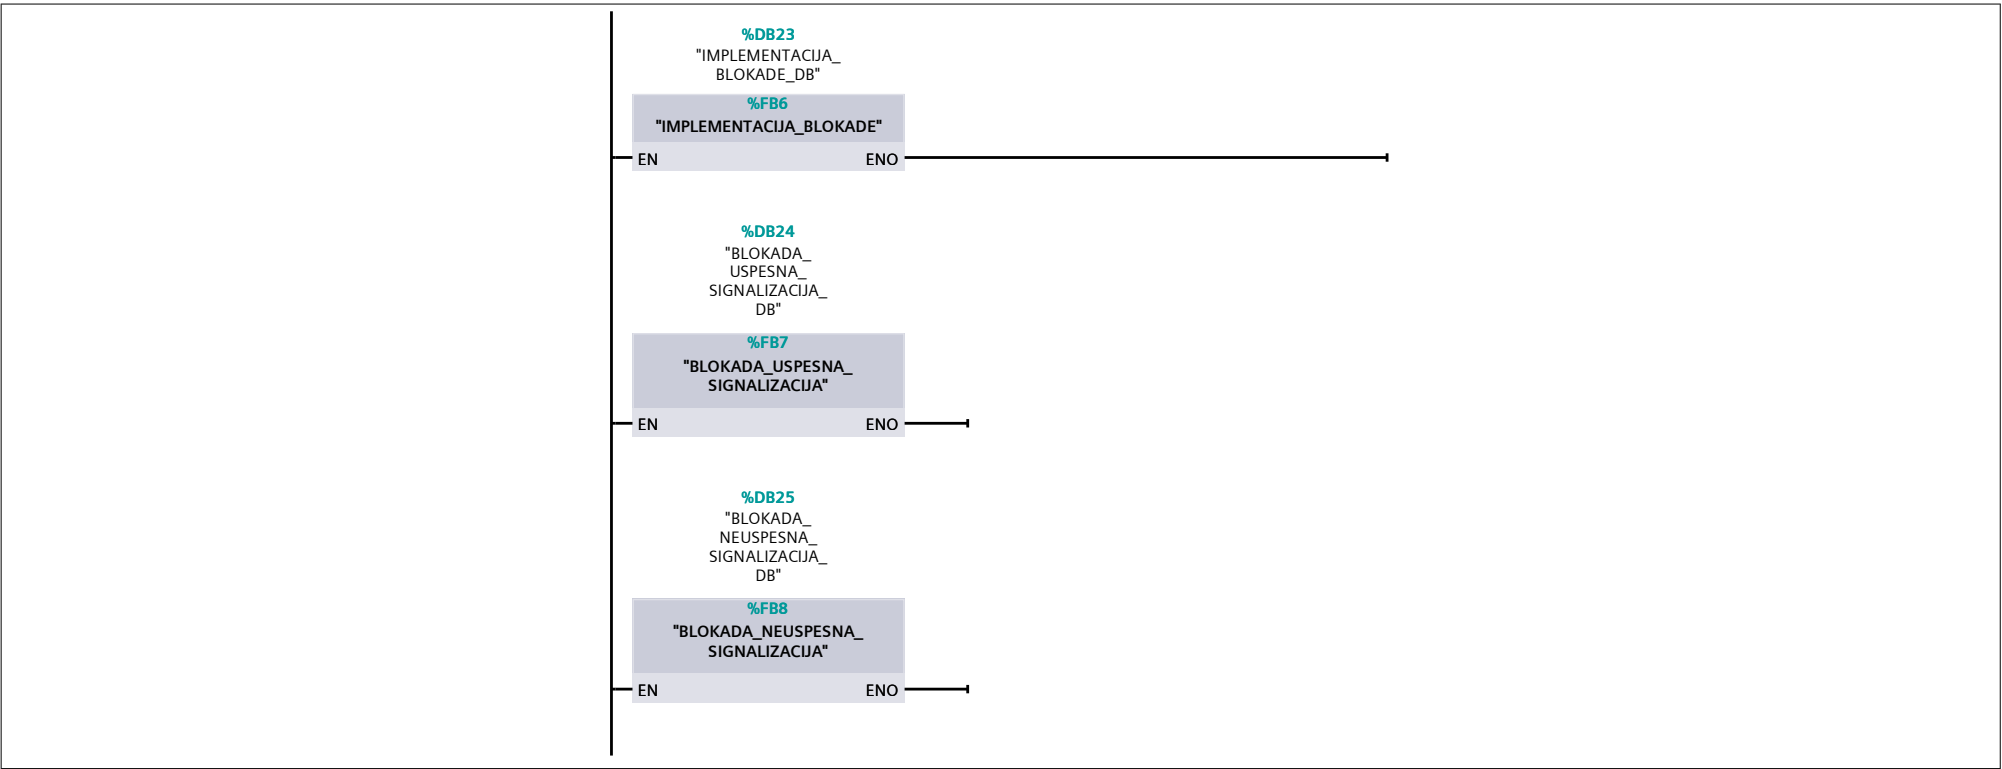 %DB23
"IMPLEMENTACIJA_
BLOKADE_DB"
%FB6
"IMPLEMENTACIJA_BLOKADE"
EN ENO
%DB24
"BLOKADA_
USPESNA_
SIGNALIZACIJA_
DB"
%FB7
"BLOKADA_USPESNA_
SIGNALIZACIJA"
EN ENO
%DB25
"BLOKADA_
NEUSPESNA_
SIGNALIZACIJA_
DB"
%FB8
"BLOKADA_NEUSPESNA_
SIGNALIZACIJA"
EN ENO